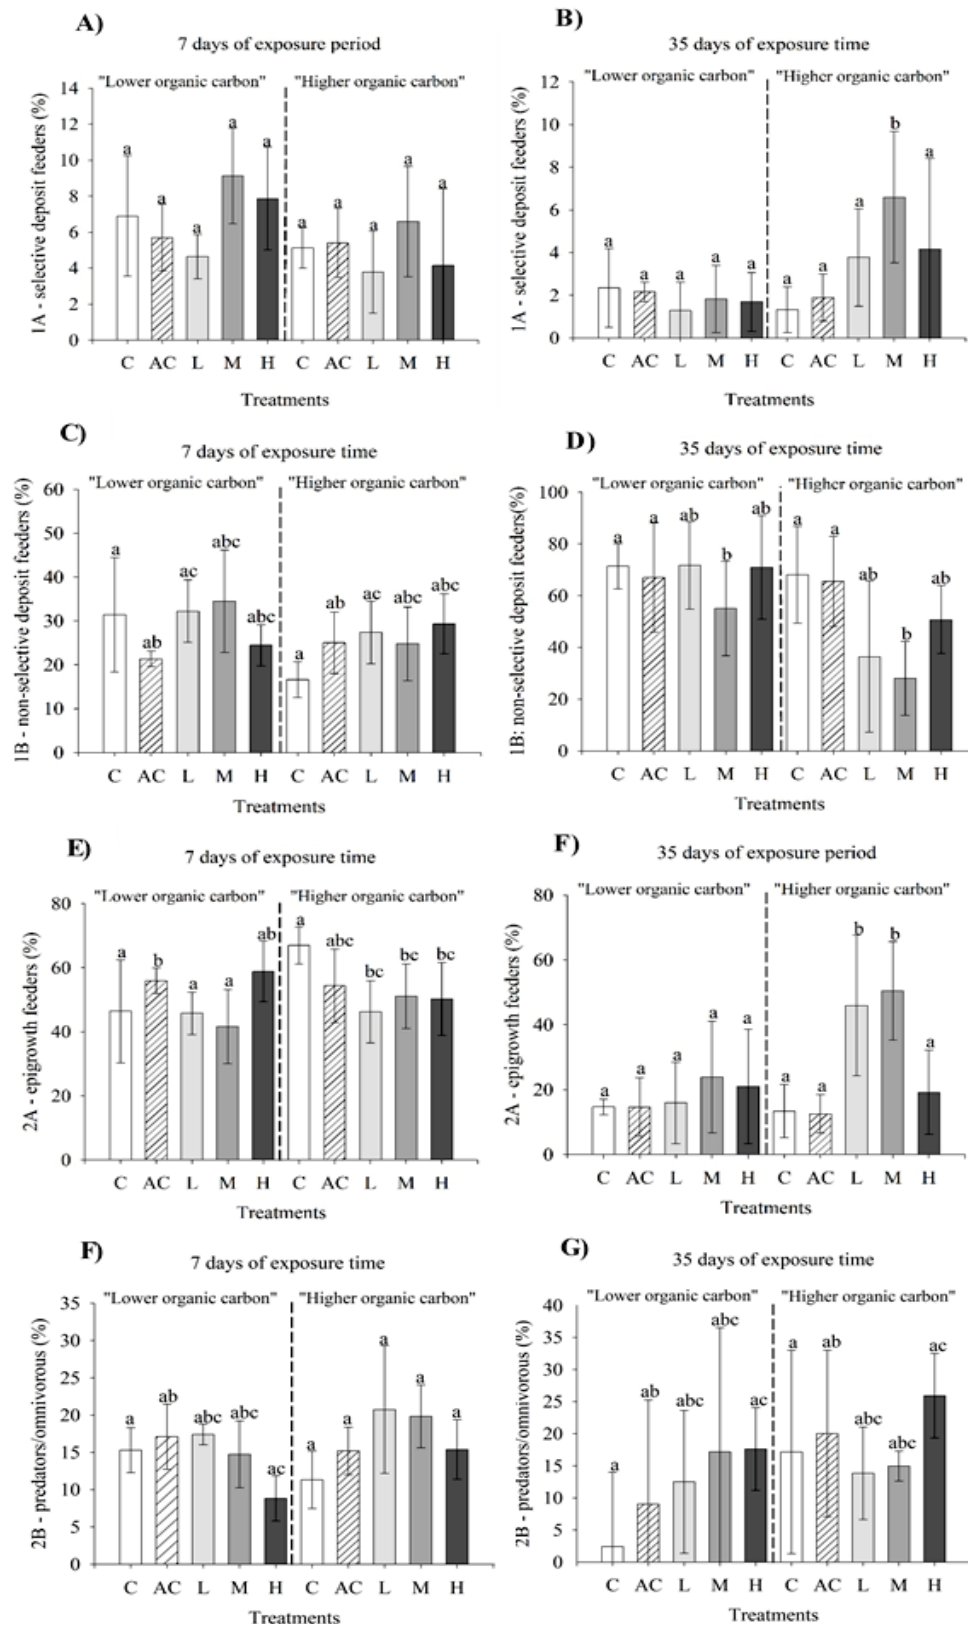 A)
7 days of exposure period
"Lower organic carbon" "Higher organic carbon"
1A - selective deposit feeders (%)
14
12
10
8
6
4
2
0
a a a a a a a a a a
C AC L M H C AC L M H
Treatments
B)
35 days of exposure time
"Lower organic carbon" "Higher organic carbon"
1A - selective deposit feeders (%)
12
10
8
6
4
2
0
a a a a a a a a b a
C AC L M H C AC L M H
Treatments
C)
7 days of exposure time
"Lower organic carbon" "Higher organic carbon"
1B - non-selective deposit feeders (%)
60
50
40
30
20
10
0
a ab ac abc abc a ab ac abc abc
C AC L M H C AC L M H
Treatments
D)
35 days of exposure time
"Lower organic carbon" "Higher organic carbon"
1B: non-selective deposit feeders(%)
100
80
60
40
20
0
a a ab b ab a a ab b ab
C AC L M H C AC L M H
Treatments
E)
7 days of exposure time
"Lower organic carbon" "Higher organic carbon"
2A - epigrowth feeders (%)
80
60
40
20
0
a b a a ab a abc bc bc bc
C AC L M H C AC L M H
Treatments
F)
35 days of exposure period
"Lower organic carbon" "Higher organic carbon"
2A - epigrowth feeders (%)
80
60
40
20
0
a a a a a a a b b a
C AC L M H C AC L M H
Treatments
F)
7 days of exposure time
"Lower organic carbon" "Higher organic carbon"
2B - predators/omnivorous (%)
35
30
25
20
15
10
5
0
a ab abc abc ac a a a a a
C AC L M H C AC L M H
Treatments
G)
35 days of exposure time
"Lower organic carbon" "Higher organic carbon"
2B - predators/omnivorous (%)
40
35
30
25
20
15
10
5
0
a ab abc abc ac a ab abc abc ac
C AC L M H C AC L M H
Treatments